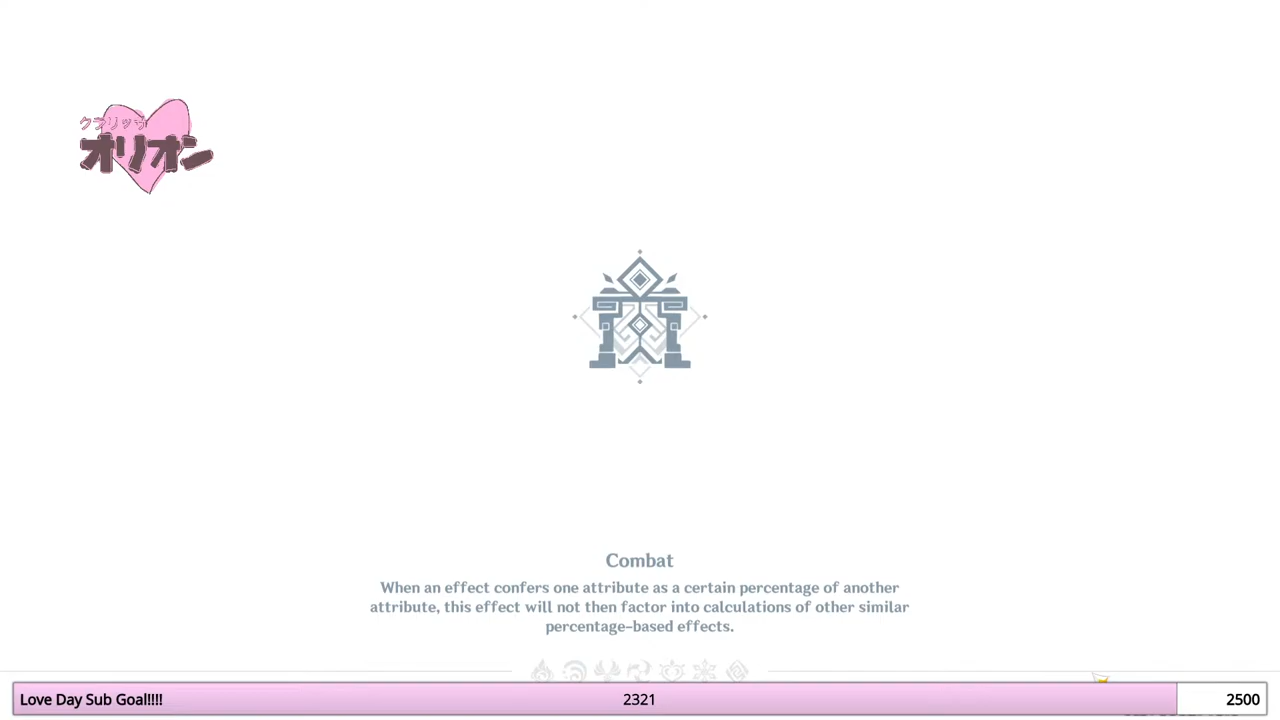 クラリッサ
オリオン
Combat
When an effect confers one attribute as a certain percentage of another
attribute, this effect will not then factor into calculations of other similar
percentage-based effects.
Love Day Sub Goal!!!! 2321 2500